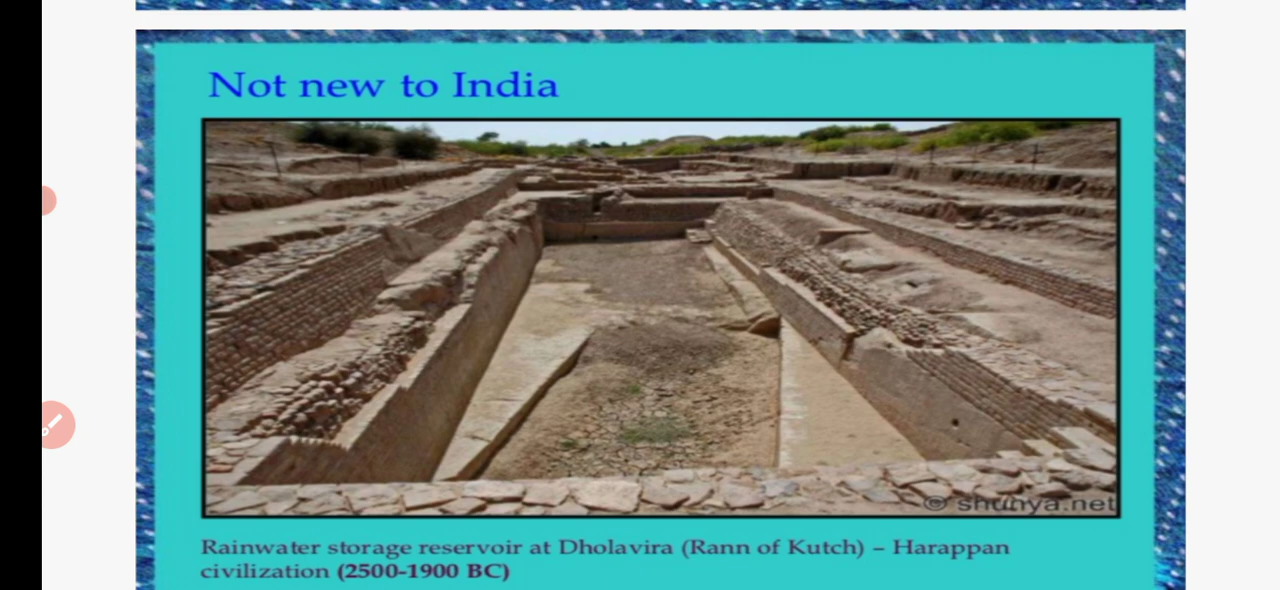 Not new to India
© shunya.net
Rainwater storage reservoir at Dholavira (Rann of Kutch) – Harappan
civilization (2500-1900 BC)